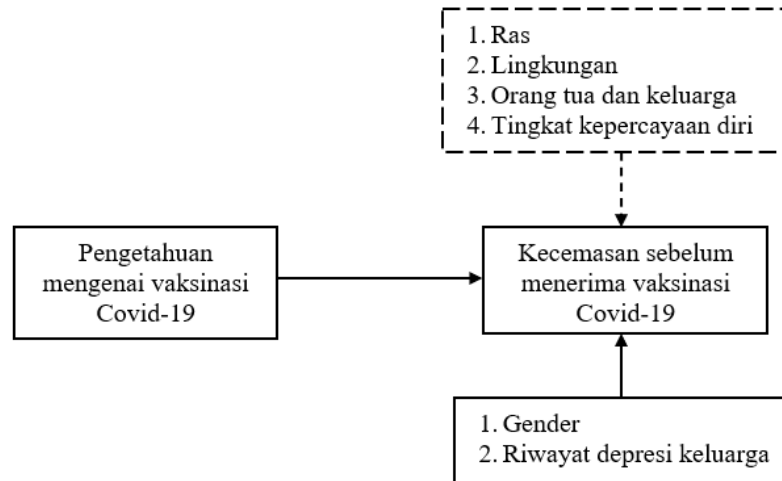 1. Ras
2. Lingkungan
3. Orang tua dan keluarga
4. Tingkat kepercayaan diri
Pengetahuan
mengenai vaksinasi
Covid-19
Kecemasan sebelum
menerima vaksinasi
Covid-19
1. Gender
2. Riwayat depresi keluarga